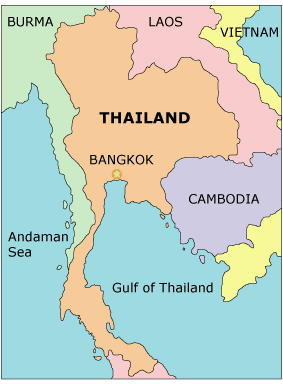 BURMA
LAOS
VIETNAM
THAILAND
BANGKOK
CAMBODIA
Andaman
Sea
Gulf of Thailand